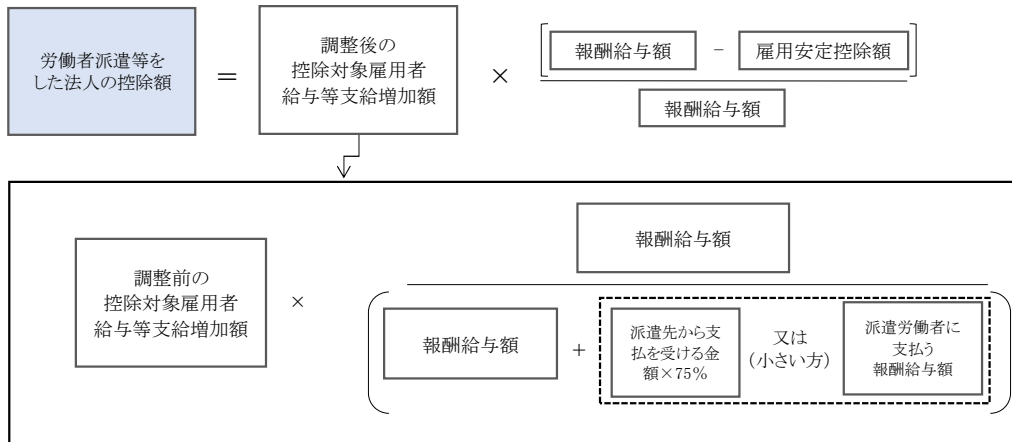 労働者派遣等を
した法人の控除額
＝
調整後の
控除対象雇用者
給与等支給増加額
×
報酬給与額 － 雇用安定控除額
報酬給与額
調整前の
控除対象雇用者
給与等支給増加額
×
報酬給与額
報酬給与額
＋
派遣先から支
払を受ける金
額×75％
又は
（小さい方）
派遣労働者に
支払う
報酬給与額